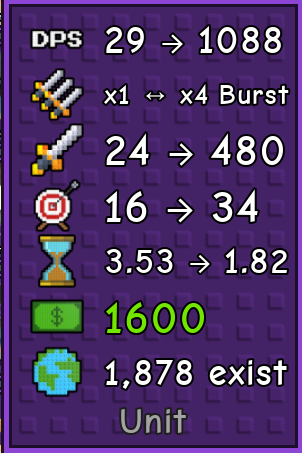 DPS 29 → 1088
x1 ↔ x4 Burst
24 → 480
16 → 34
3.53 → 1.82
$ 1600
1,878 exist
Unit